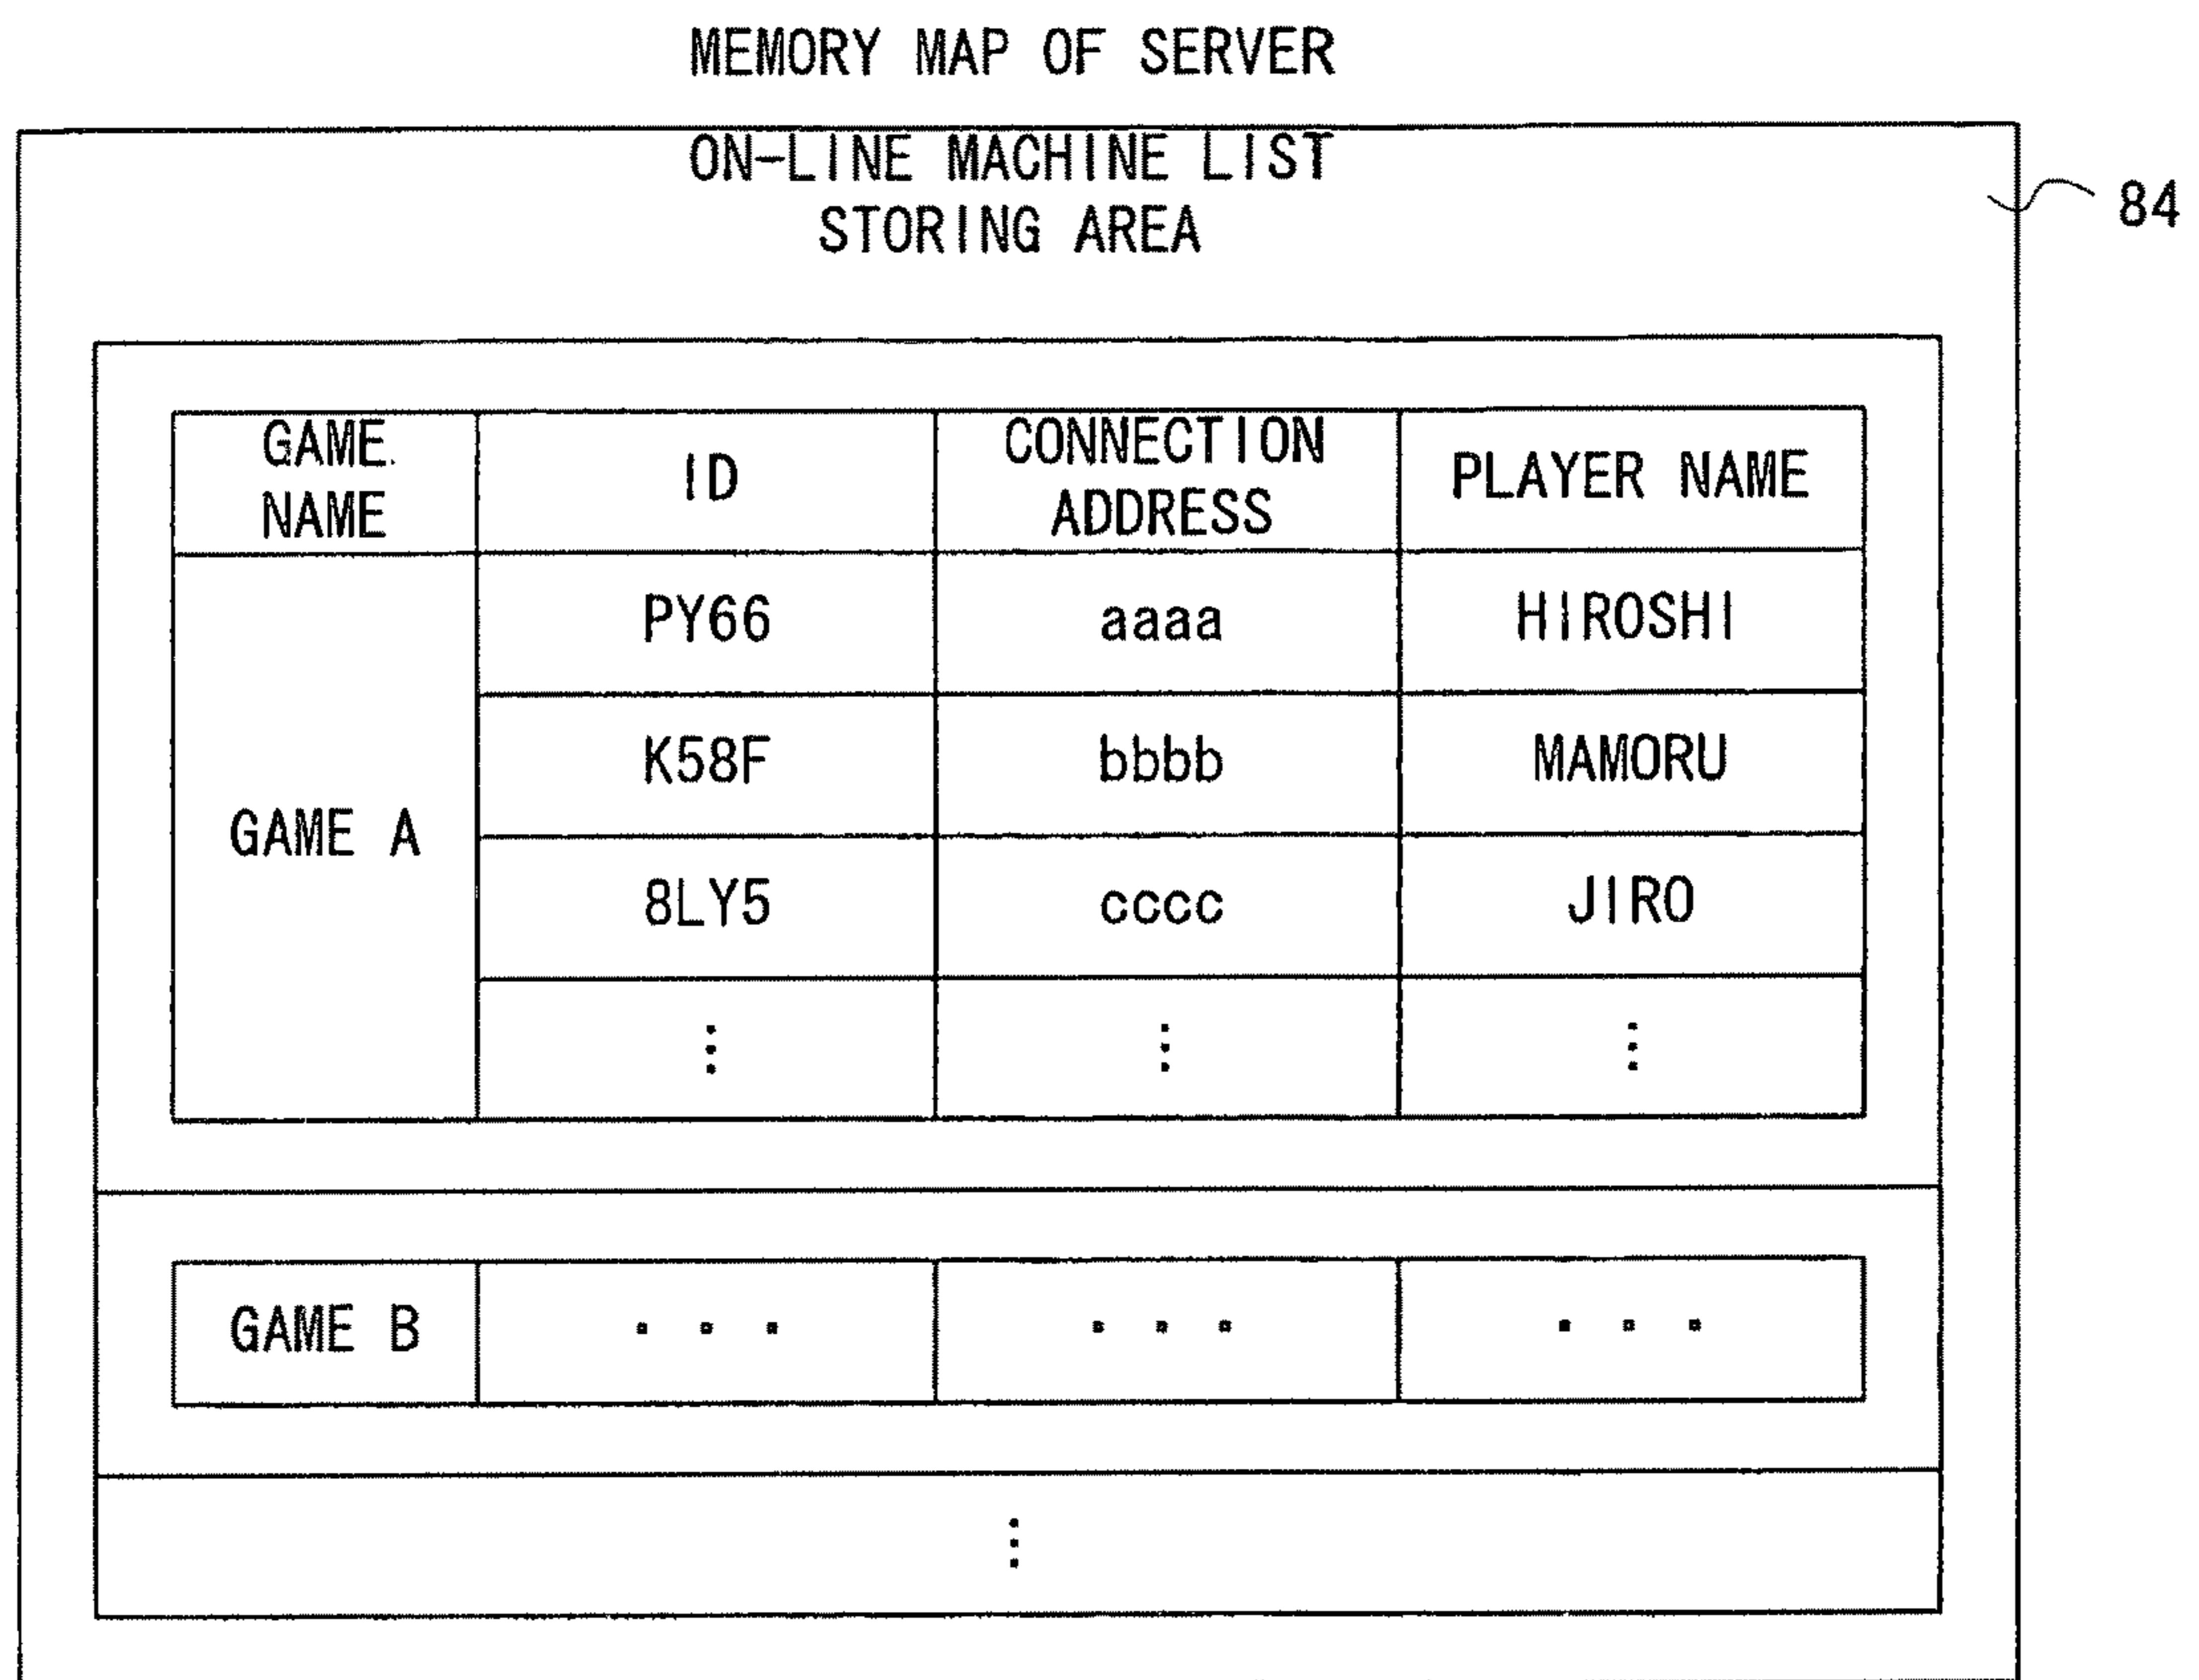 MEMORY MAP OF SERVER
ON-LINE MACHINE LIST
STORING AREA
84
GAME NAME ID CONNECTION ADDRESS PLAYER NAME
GAME A
PY66 aaaa HIROSHI
K58F bbbb MAMORU
8LY5 cccc JIRO
⋮ ⋮ ⋮
GAME B ・・・ ・・・ ・・・
⋮